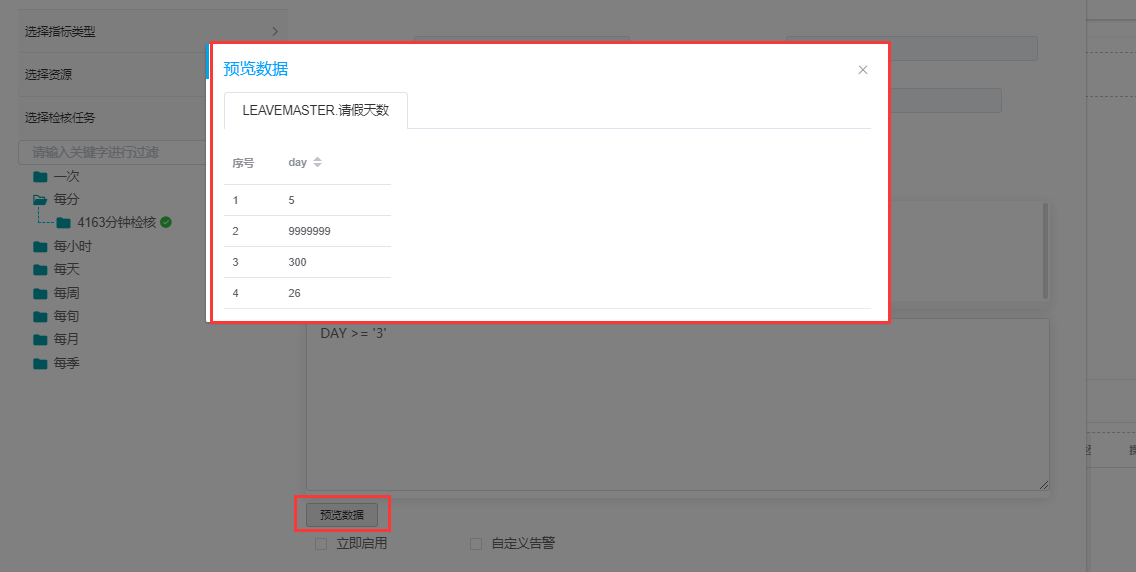 选择指标类型
选择资源
选择检核任务
请输入关键字进行过滤
一次
每分
4163分钟检核
每小时
每天
每周
每旬
每月
每季
预览数据
LEAVEMASTER.请假天数
序号 day
1 5
2 9999999
3 300
4 26
DAY >= '3'
预览数据
立即启用 自定义告警